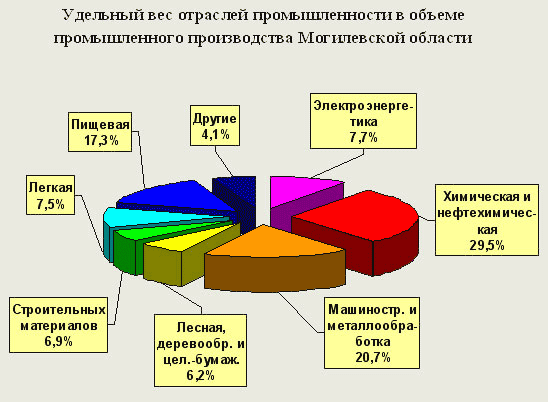 Удельный вес отраслей промышленности в объеме
промышленного производства Могилевской области
Электроэнерге-
тика
7,7%
Химическая и
нефтехимичес-
кая
29,5%
Машиностр. и
металлообра-
ботка
20,7%
Лесная,
деревообр. и
цел.-бумаж.
6,2%
Строительных
материалов
6,9%
Легкая
7,5%
Пищевая
17,3%
Другие
4,1%